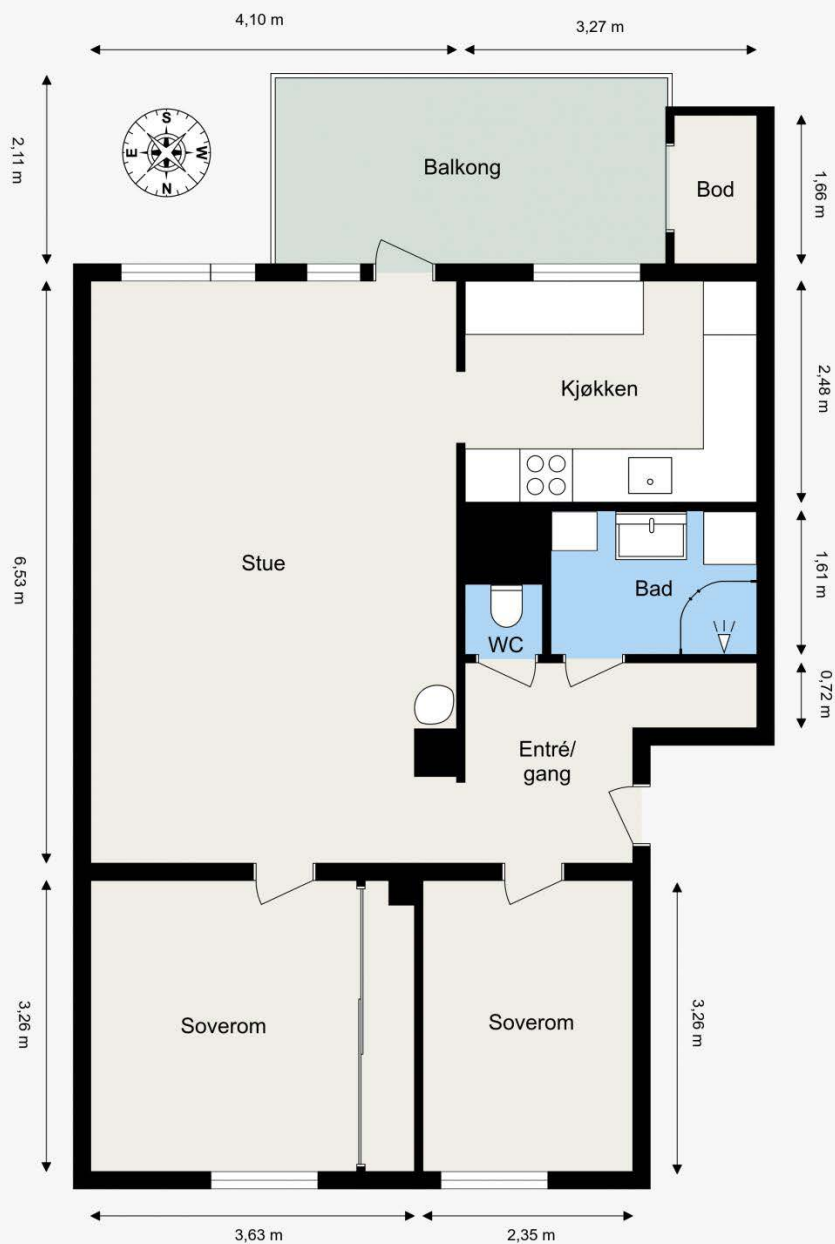 4,10 m
3,27 m
2,11 m
S
E
W
N
Balkong
Bod
1,66 m
Kjøkken
2,48 m
Stue
6,53 m
Bad
1,61 m
WC
0,72 m
Entré/
gang
Soverom
3,26 m
Soverom
3,26 m
3,63 m
2,35 m